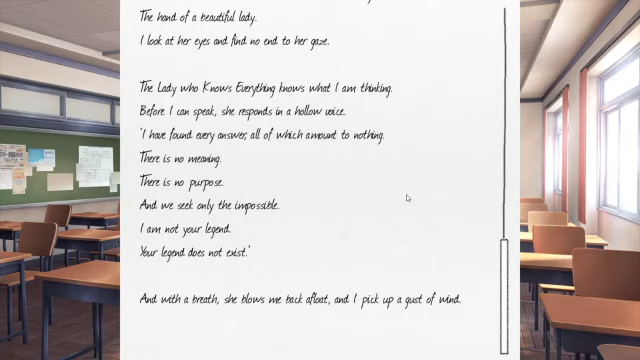 The hand of a beautiful lady.
I look at her eyes and find no end to her gaze.
The Lady who Knows Everything knows what I am thinking.
Before I can speak, she responds in a hollow voice.
"I have found every answer, all of which amount to nothing.
There is no meaning.
There is no purpose.
And we seek only the impossible.
I am not your legend.
Your legend does not exist."
And with a breath, she blows me back afloat, and I pick up a gust of wind.